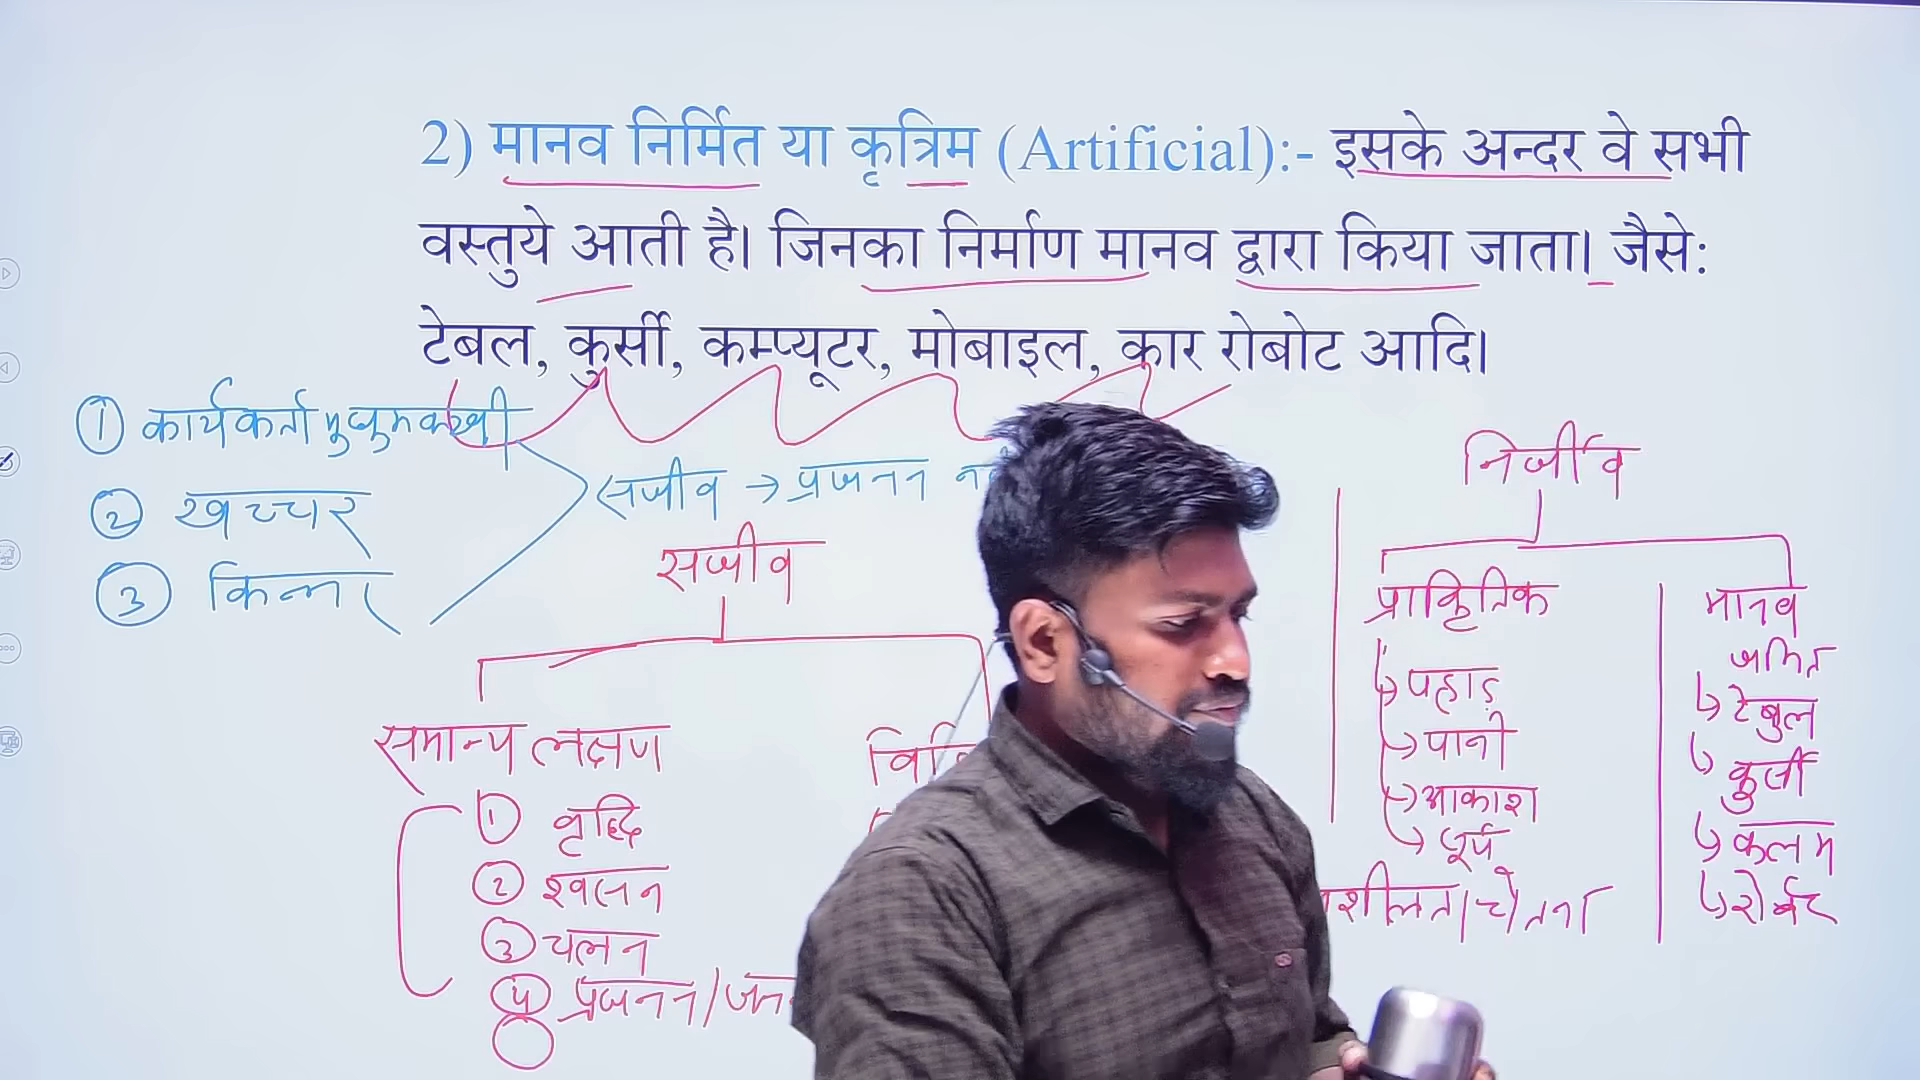 2) मानव निर्मित या कृत्रिम (Artificial):- इसके अन्दर वे सभी
वस्तुये आती है। जिनका निर्माण मानव द्वारा किया जाता। जैसे:
टेबल, कुर्सी, कम्प्यूटर, मोबाइल, कार रोबोट आदि।
① कार्यकर्ता
② खच्चर
③ किन्नर
सजीव → प्रजनन
सजीव
समान्य लक्षण
① वृद्धि
② श्वसन
③ चलन
④ प्रजनन/
निर्जीव
प्राकृितिक
↳ पहाड़
→ पानी
→ आकाश
मानव
↳ टेबुल
↳ कुर्सी
↳ कलम